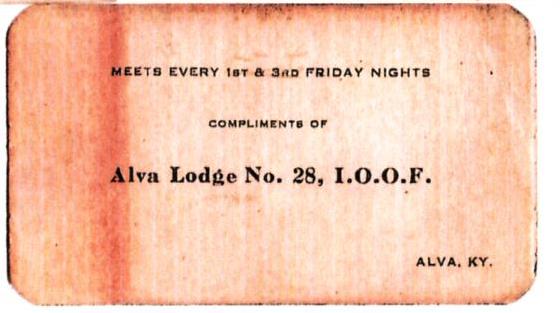 MEETS EVERY 1ST & 3RD FRIDAY NIGHTS
COMPLIMENTS OF
Alva Lodge No. 28, I.O.O.F.
ALVA, KY.